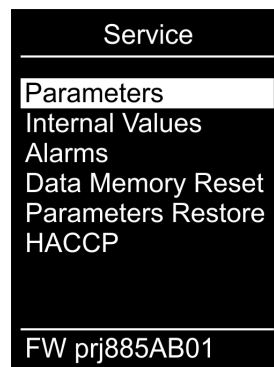 Service
Parameters
Internal Values
Alarms
Data Memory Reset
Parameters Restore
HACCP
FW prj885AB01